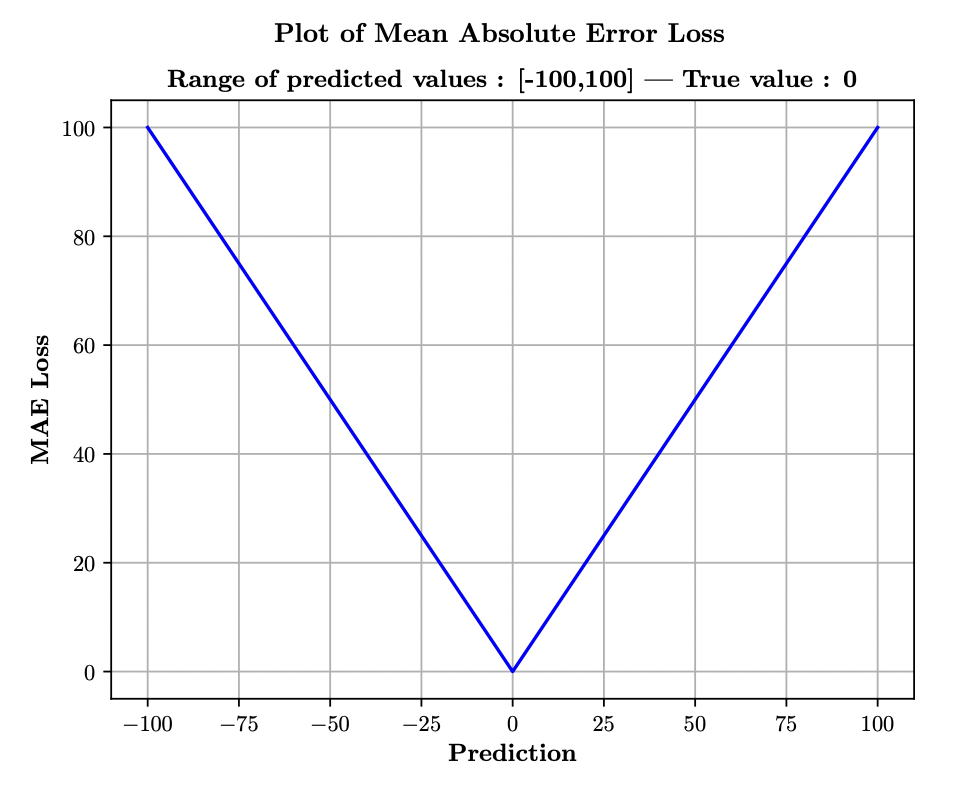 Plot of Mean Absolute Error Loss
Range of predicted values : [-100,100] — True value : 0
100
80
60
40
20
0
MAE Loss
−100 −75 −50 −25 0 25 50 75 100
Prediction